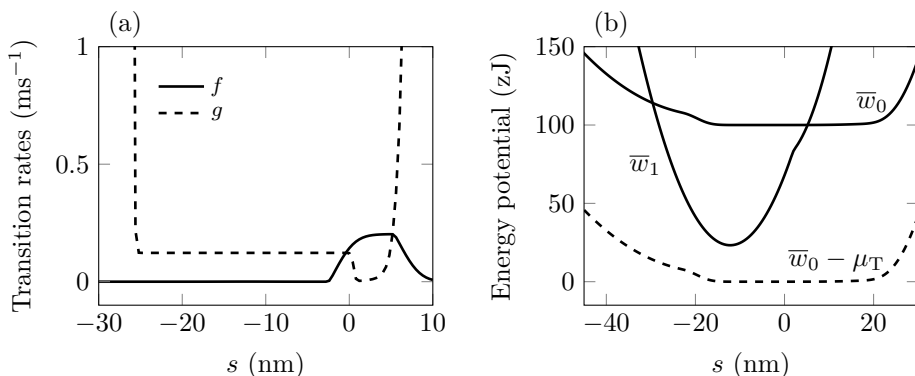 (a)
Transition rates (ms⁻¹)
1
0.5
0
f
g
−30
−20
−10
0
10
s (nm)
(b)
Energy potential (zJ)
150
100
50
0
w̅₀
w̅₁
w̅₀ − μ_T
−40
−20
0
20
s (nm)